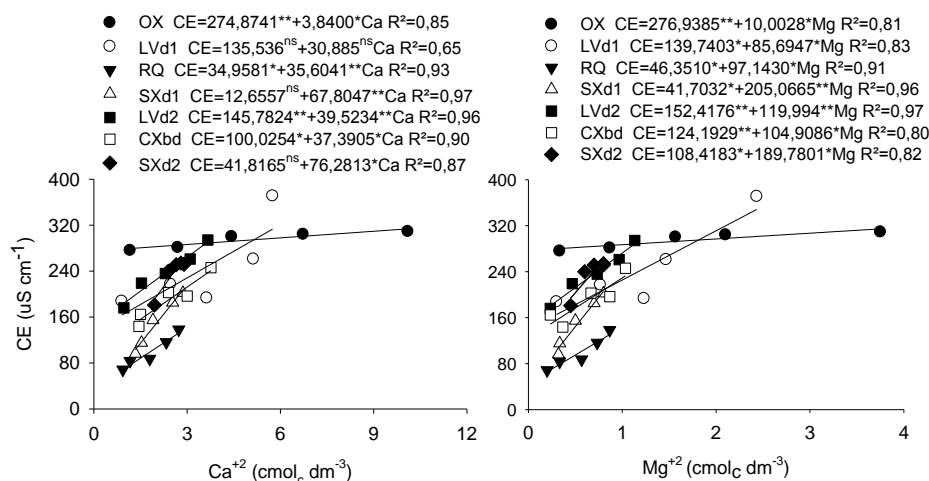 OX CE=274,8741**+3,8400*Ca R²=0,85
LVd1 CE=135,536ⁿˢ+30,885ⁿˢCa R²=0,65
RQ CE=34,9581*+35,6041**Ca R²=0,93
SXd1 CE=12,6557ⁿˢ+67,8047**Ca R²=0,97
LVd2 CE=145,7824**+39,5234**Ca R²=0,96
CXbd CE=100,0254*+37,3905*Ca R²=0,90
SXd2 CE=41,8165ⁿˢ+76,2813*Ca R²=0,87
400
320
240
160
80
0
CE (uS cm⁻¹)
0 3 6 9 12
Ca⁺² (cmol꜀ dm⁻³)
OX CE=276,9385**+10,0028*Mg R²=0,81
LVd1 CE=139,7403*+85,6947*Mg R²=0,83
RQ CE=46,3510*+97,1430*Mg R²=0,91
SXd1 CE=41,7032*+205,0665**Mg R²=0,96
LVd2 CE=152,4176**+119,994**Mg R²=0,97
CXbd CE=124,1929**+104,9086*Mg R²=0,80
SXd2 CE=108,4183*+189,7801*Mg R²=0,82
400
320
240
160
80
0
0 1 2 3 4
Mg⁺² (cmol_C dm⁻³)